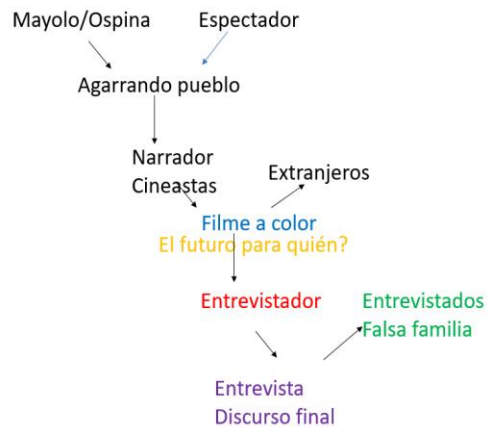 Mayolo/Ospina
Espectador
Agarrando pueblo
Narrador
Cineastas
Extranjeros
Filme a color
El futuro para quién?
Entrevistador
Entrevistados
Falsa familia
Entrevista
Discurso final